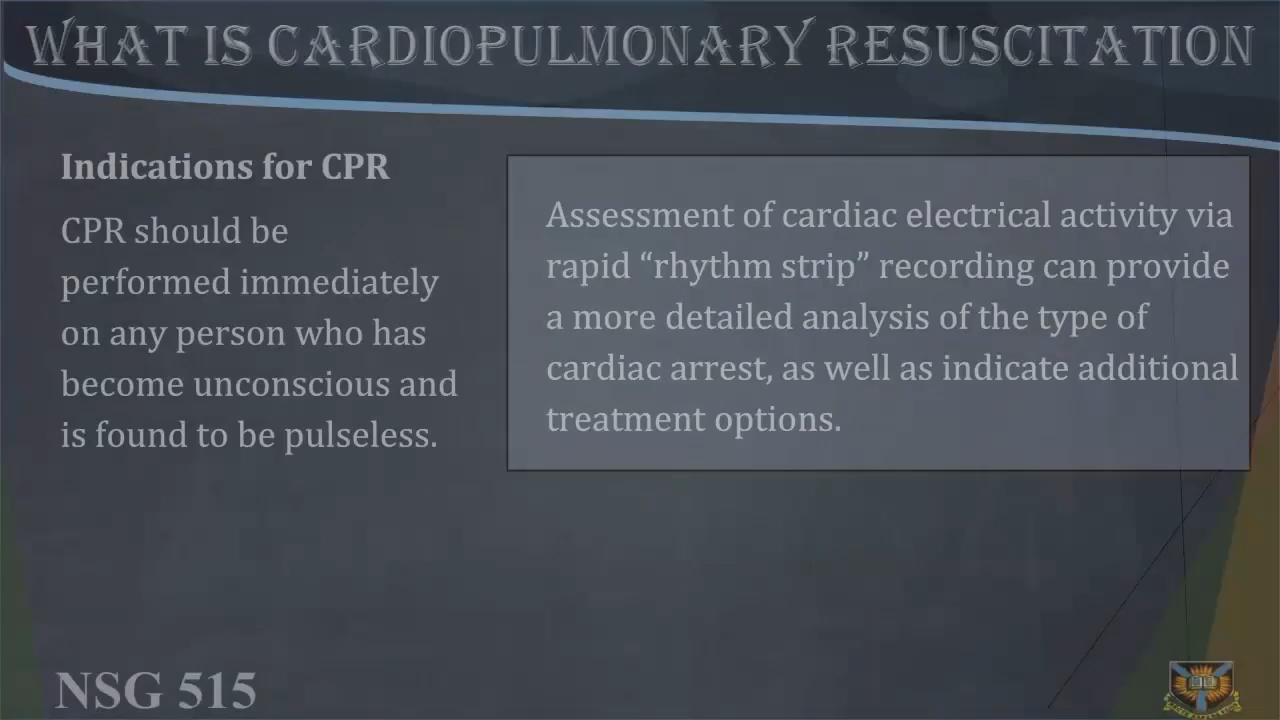 WHAT IS CARDIOPULMONARY RESUSCITATION
Indications for CPR
CPR should be
performed immediately
on any person who has
become unconscious and
is found to be pulseless.
Assessment of cardiac electrical activity via
rapid “rhythm strip” recording can provide
a more detailed analysis of the type of
cardiac arrest, as well as indicate additional
treatment options.
NSG 515